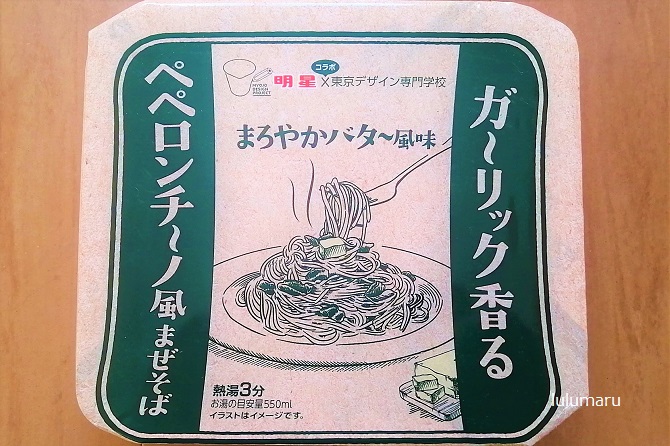 ガ〜リック香る
ペペロンチ〜ノ風まぜそば
コラボ
明星×東京デザイン専門学校
MYOJO
DESIGN
PROJECT
まろやかバタ〜風味
熱湯3分
お湯の目安量550ml
イラストはイメージです。
lulumaru